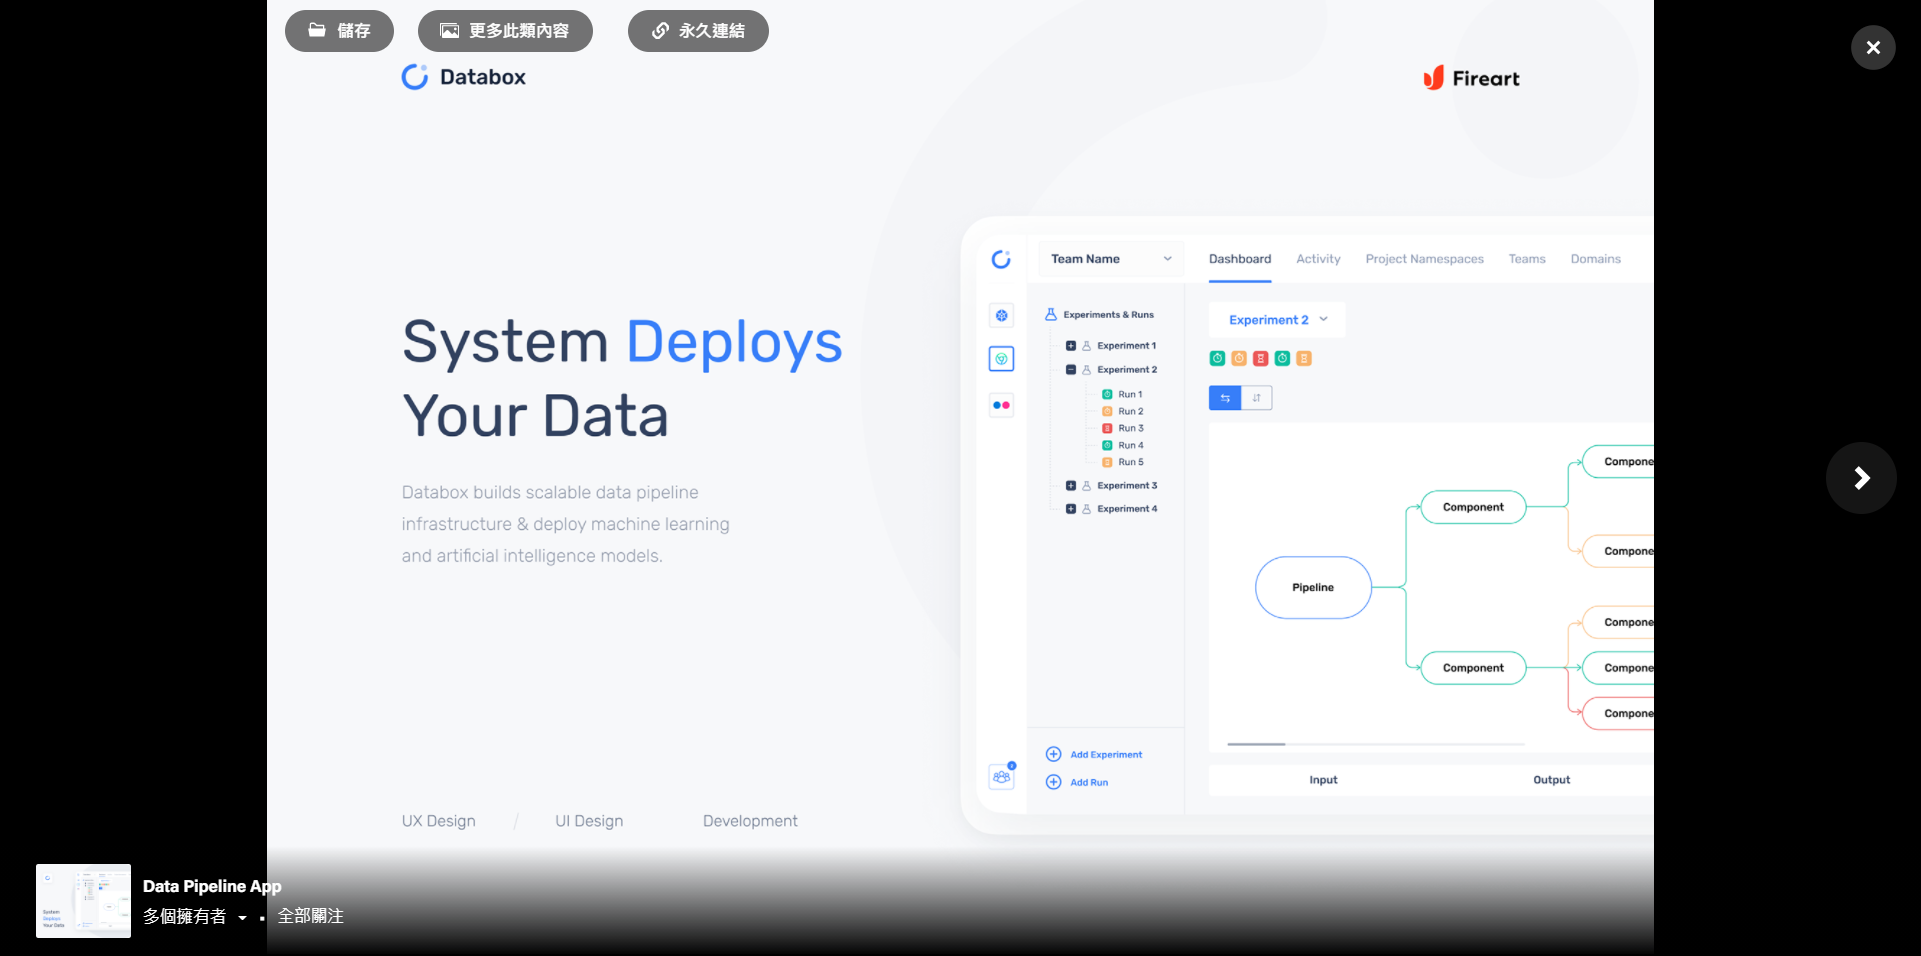 儲存
更多此類內容
永久連結
Databox
Fireart
System Deploys
Your Data
Databox builds scalable data pipeline
infrastructure & deploy machine learning
and artificial intelligence models.
UX Design / UI Design Development
Team Name
Dashboard Activity Project Namespaces Teams Domains
Experiments & Runs
Experiment 1
Experiment 2
Run 1
Run 2
Run 3
Run 4
Run 5
Experiment 3
Experiment 4
Add Experiment
Add Run
Experiment 2
Pipeline
Component
Component
Compone
Compone
Compone
Compone
Compone
Input Output
Data Pipeline App
多個擁有者 ▪ 全部關注